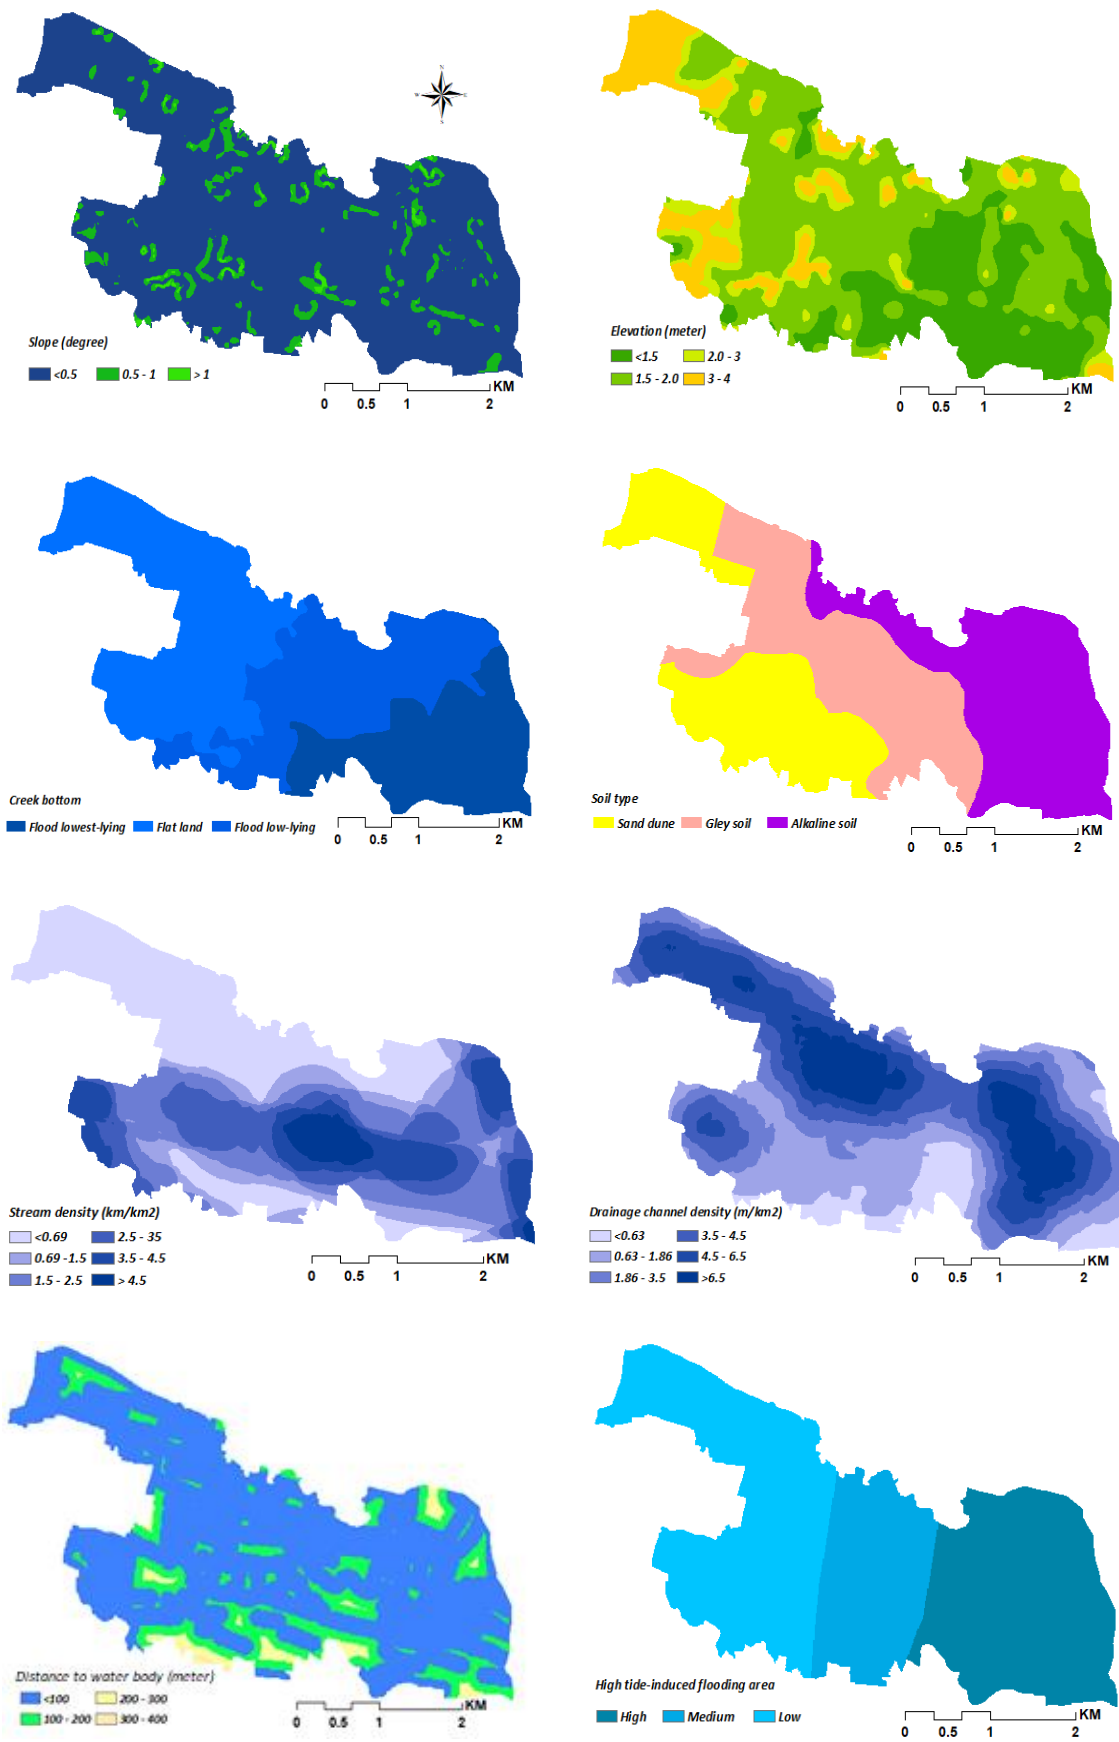 N
W E
S
Slope (degree)
<0.5 0.5 - 1 > 1
KM
0 0.5 1 2
Elevation (meter)
<1.5 2.0 - 3
1.5 - 2.0 3 - 4
KM
0 0.5 1 2
Creek bottom
Flood lowest-lying Flat land Flood low-lying
KM
0 0.5 1 2
Soil type
Sand dune Gley soil Alkaline soil
KM
0 0.5 1 2
Stream density (km/km2)
<0.69 2.5 - 35
0.69 -1.5 3.5 - 4.5
1.5 - 2.5 > 4.5
KM
0 0.5 1 2
Drainage channel density (m/km2)
<0.63 3.5 - 4.5
0.63 - 1.86 4.5 - 6.5
1.86 - 3.5 >6.5
KM
0 0.5 1 2
Distance to water body (meter)
<100 200 - 300
100 - 200 300 - 400
KM
0 0.5 1 2
High tide-induced flooding area
High Medium Low
KM
0 0.5 1 2